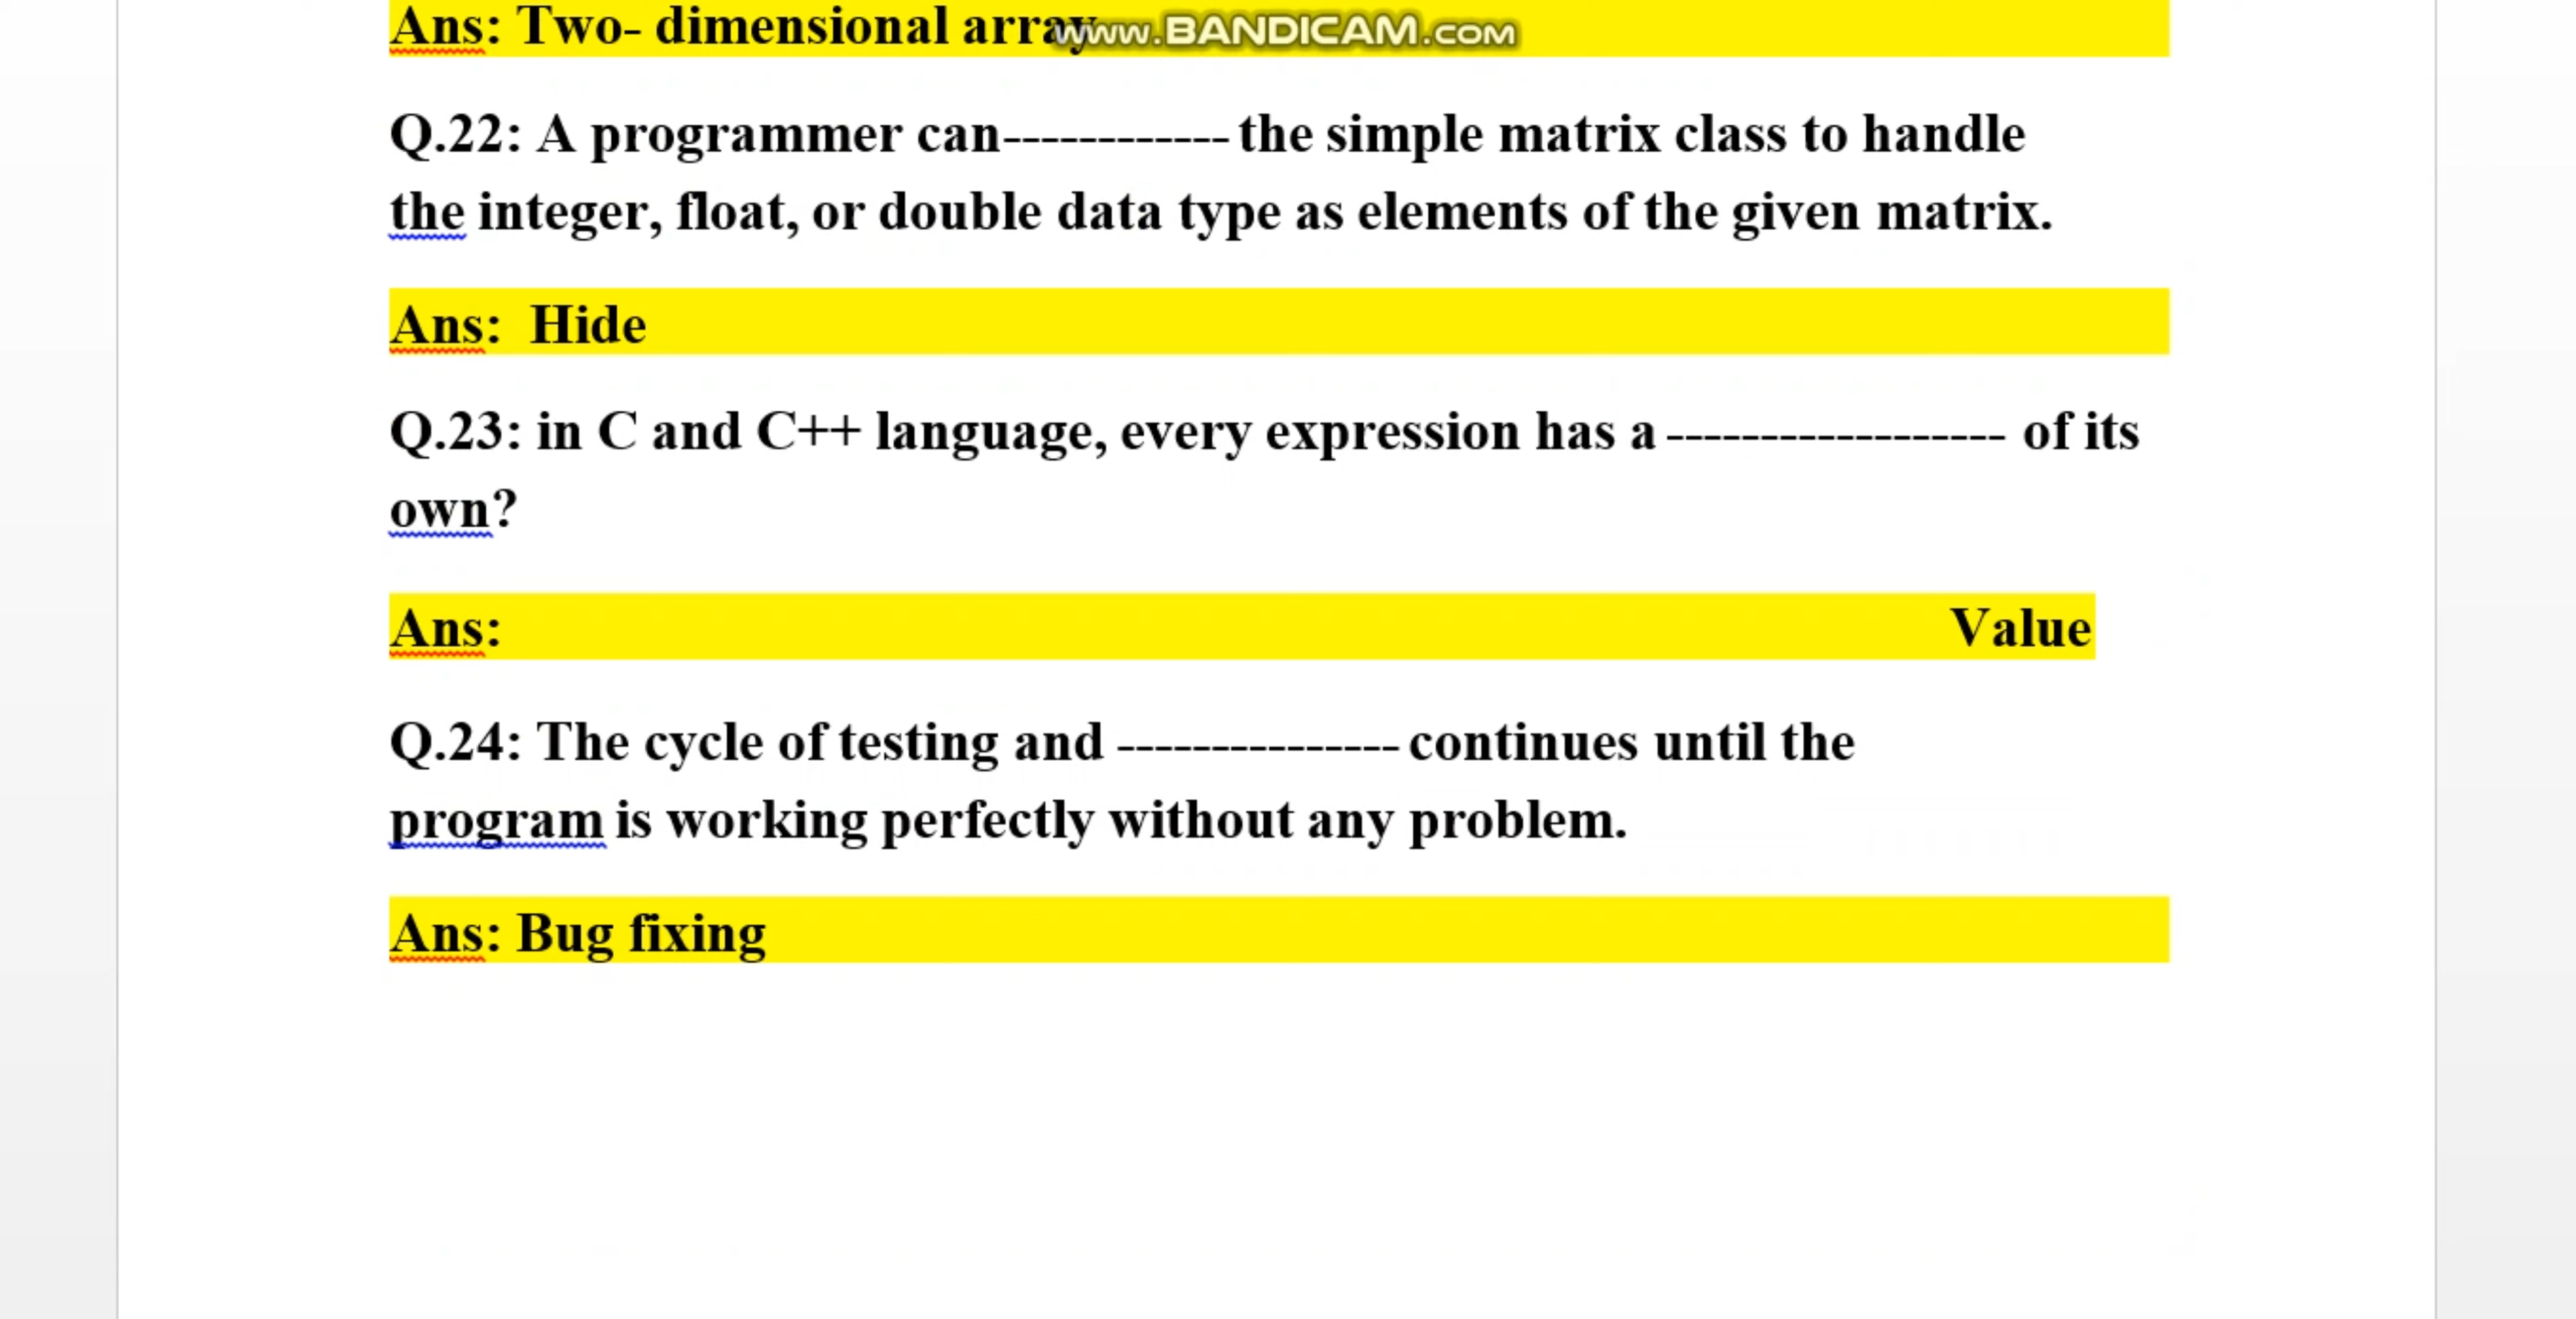 Ans: Two- dimensional array
www.BANDICAM.COM
Q.22: A programmer can------------ the simple matrix class to handle
the integer, float, or double data type as elements of the given matrix.
Ans: Hide
Q.23: in C and C++ language, every expression has a ------------------ of its
own?
Ans: Value
Q.24: The cycle of testing and --------------- continues until the
program is working perfectly without any problem.
Ans: Bug fixing